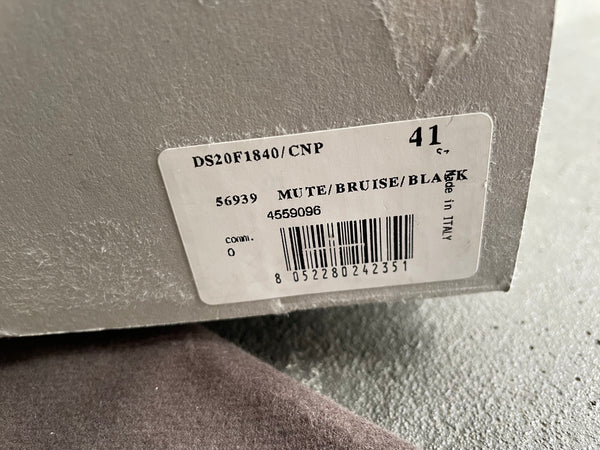 DS20F1840/CNP
41
56939 MUTE/BRUISE/BLACK
4559096
comm.
0
8 052280 242351
Made in ITALY